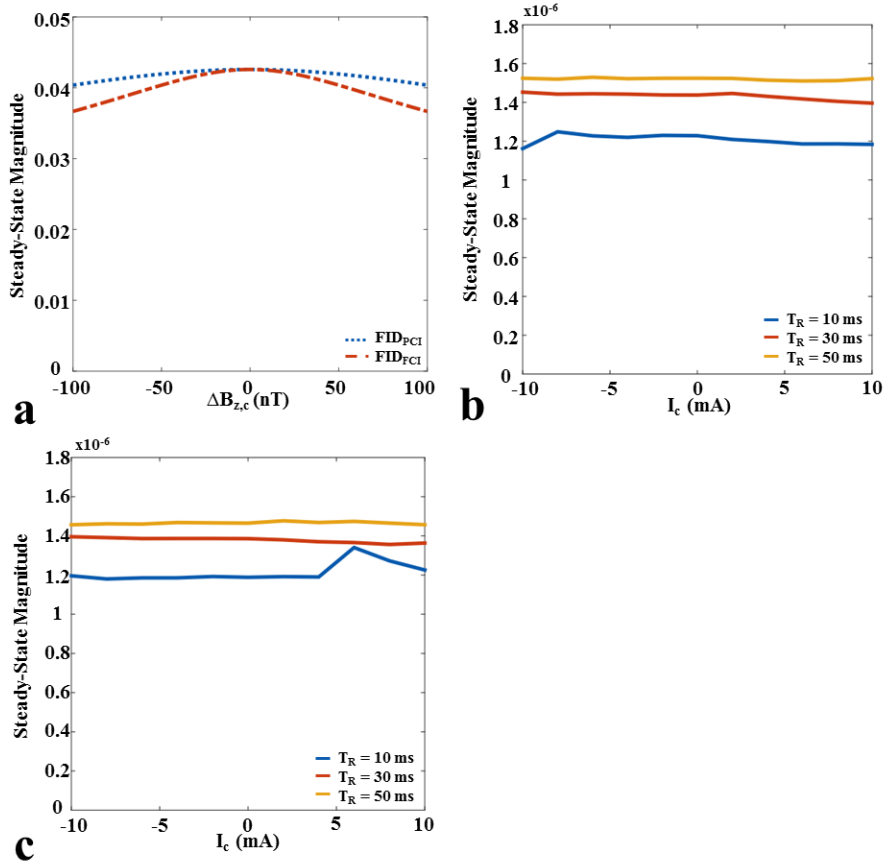 0.05
0.04
0.03
0.02
0.01
0
-100
-50
0
50
100
Steady-State Magnitude
ΔBz,c (nT)
FIDPCI
FIDFCI
a
x10-6
1.8
1.6
1.4
1.2
1
0.8
0.6
0.4
0.2
0
-10
-5
0
5
10
Steady-State Magnitude
Ic (mA)
TR = 10 ms
TR = 30 ms
TR = 50 ms
b
x10-6
1.8
1.6
1.4
1.2
1
0.8
0.6
0.4
0.2
0
-10
-5
0
5
10
Steady-State Magnitude
Ic (mA)
TR = 10 ms
TR = 30 ms
TR = 50 ms
c